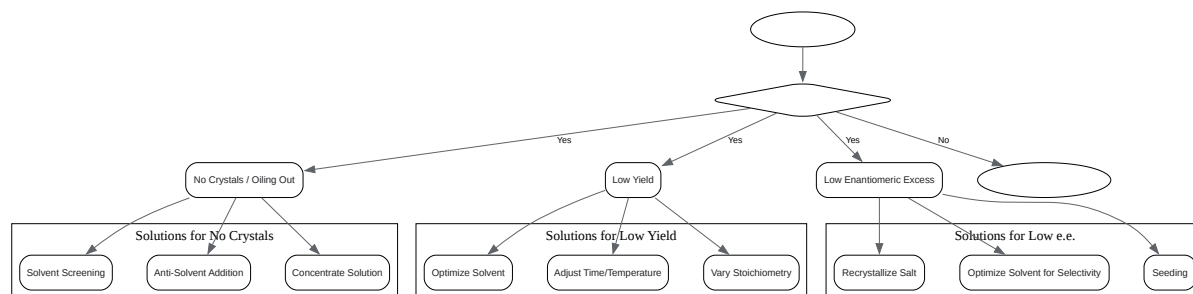 Yes
Yes
Yes
No
No Crystals / Oiling Out
Low Yield
Low Enantiomeric Excess
Solutions for No Crystals
Solutions for Low Yield
Solutions for Low e.e.
Solvent Screening
Anti-Solvent Addition
Concentrate Solution
Optimize Solvent
Adjust Time/Temperature
Vary Stoichiometry
Recrystallize Salt
Optimize Solvent for Selectivity
Seeding